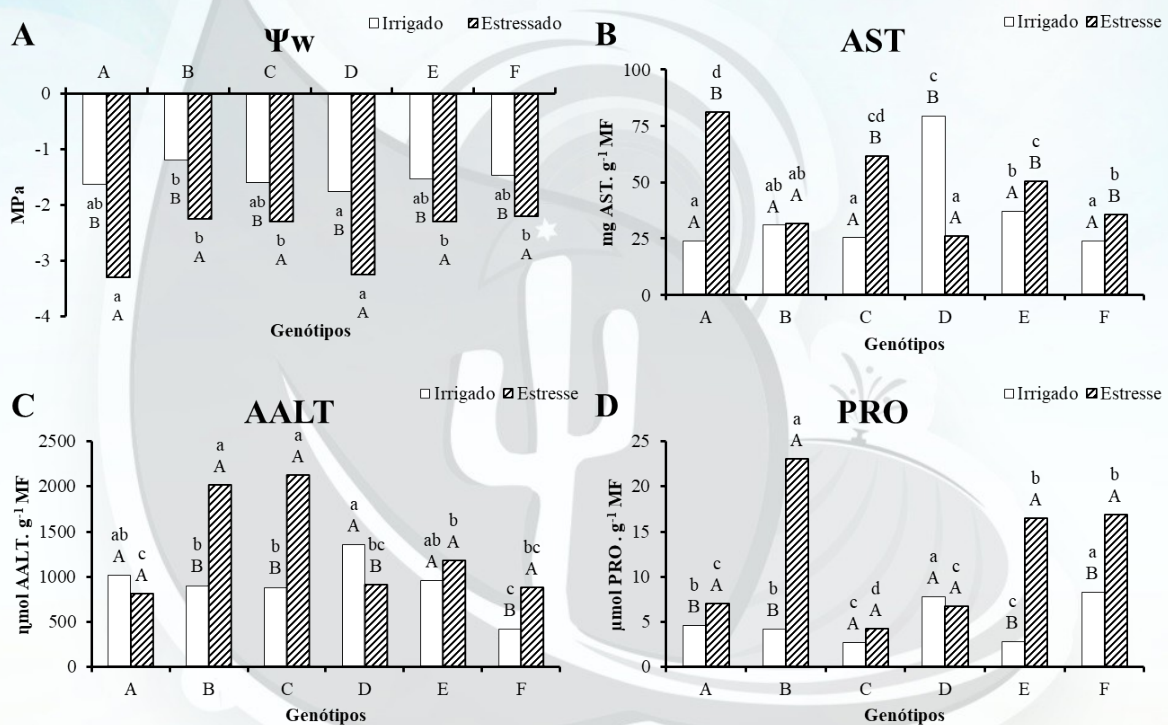 A
Ψw
Irrigado Estressado
A B C D E F
0
-1
-2
-3
-4
MPa
ab b ab a ab ab
B B B B B B
b b b b
A A A A
a a
A A
Genótipos
B
AST
Irrigado Estresse
100
75
50
25
0
mg AST. g⁻¹ MF
a d ab ab a cd c a b c a b
A B A A A B B A A B A B
A B C D E F
Genótipos
C
AALT
Irrigado Estresse
2500
2000
1500
1000
500
0
ηmol AALT. g⁻¹ MF
ab c b a b a a bc ab b c bc
A A B A B A A B A A B A
A B C D E F
Genótipos
D
PRO
Irrigado Estresse
25
20
15
10
5
0
µmol PRO . g⁻¹ MF
b c b a c d a c c b a b
B A B A A A A A B A B A
A B C D E F
Genótipos